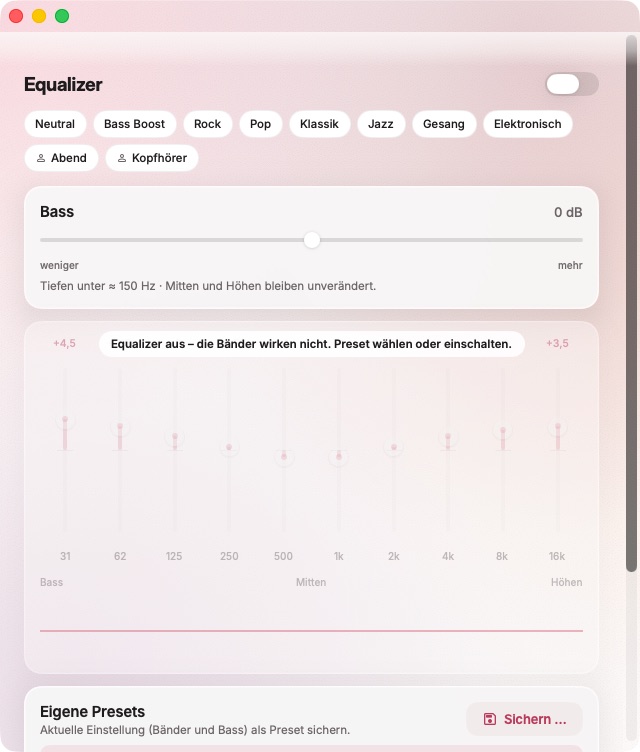 Equalizer
Neutral Bass Boost Rock Pop Klassik Jazz Gesang Elektronisch
Abend Kopfhörer
Bass 0 dB
weniger mehr
Tiefen unter ≈ 150 Hz · Mitten und Höhen bleiben unverändert.
+4,5 Equalizer aus – die Bänder wirken nicht. Preset wählen oder einschalten. +3,5
31 62 125 250 500 1k 2k 4k 8k 16k
Bass Mitten Höhen
Eigene Presets
Aktuelle Einstellung (Bänder und Bass) als Preset sichern.
Sichern ...